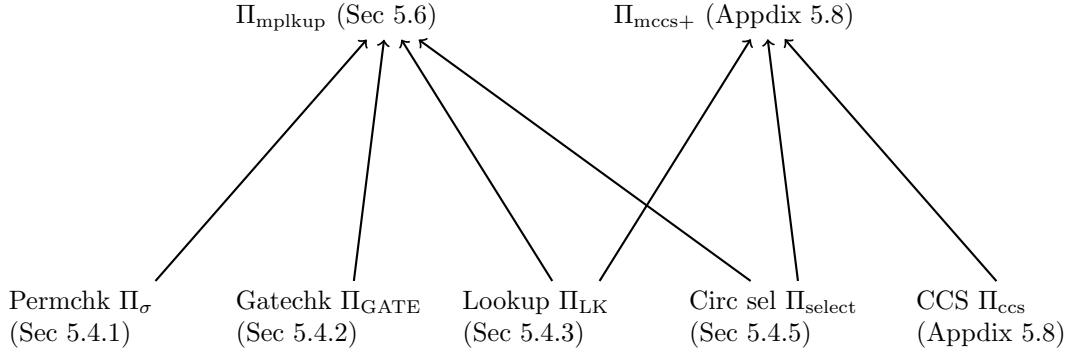 Π_mplkup (Sec 5.6)
Π_mccs+ (Appdix 5.8)
Permchk Π_σ
(Sec 5.4.1)
Gatechk Π_GATE
(Sec 5.4.2)
Lookup Π_LK
(Sec 5.4.3)
Circ sel Π_select
(Sec 5.4.5)
CCS Π_ccs
(Appdix 5.8)